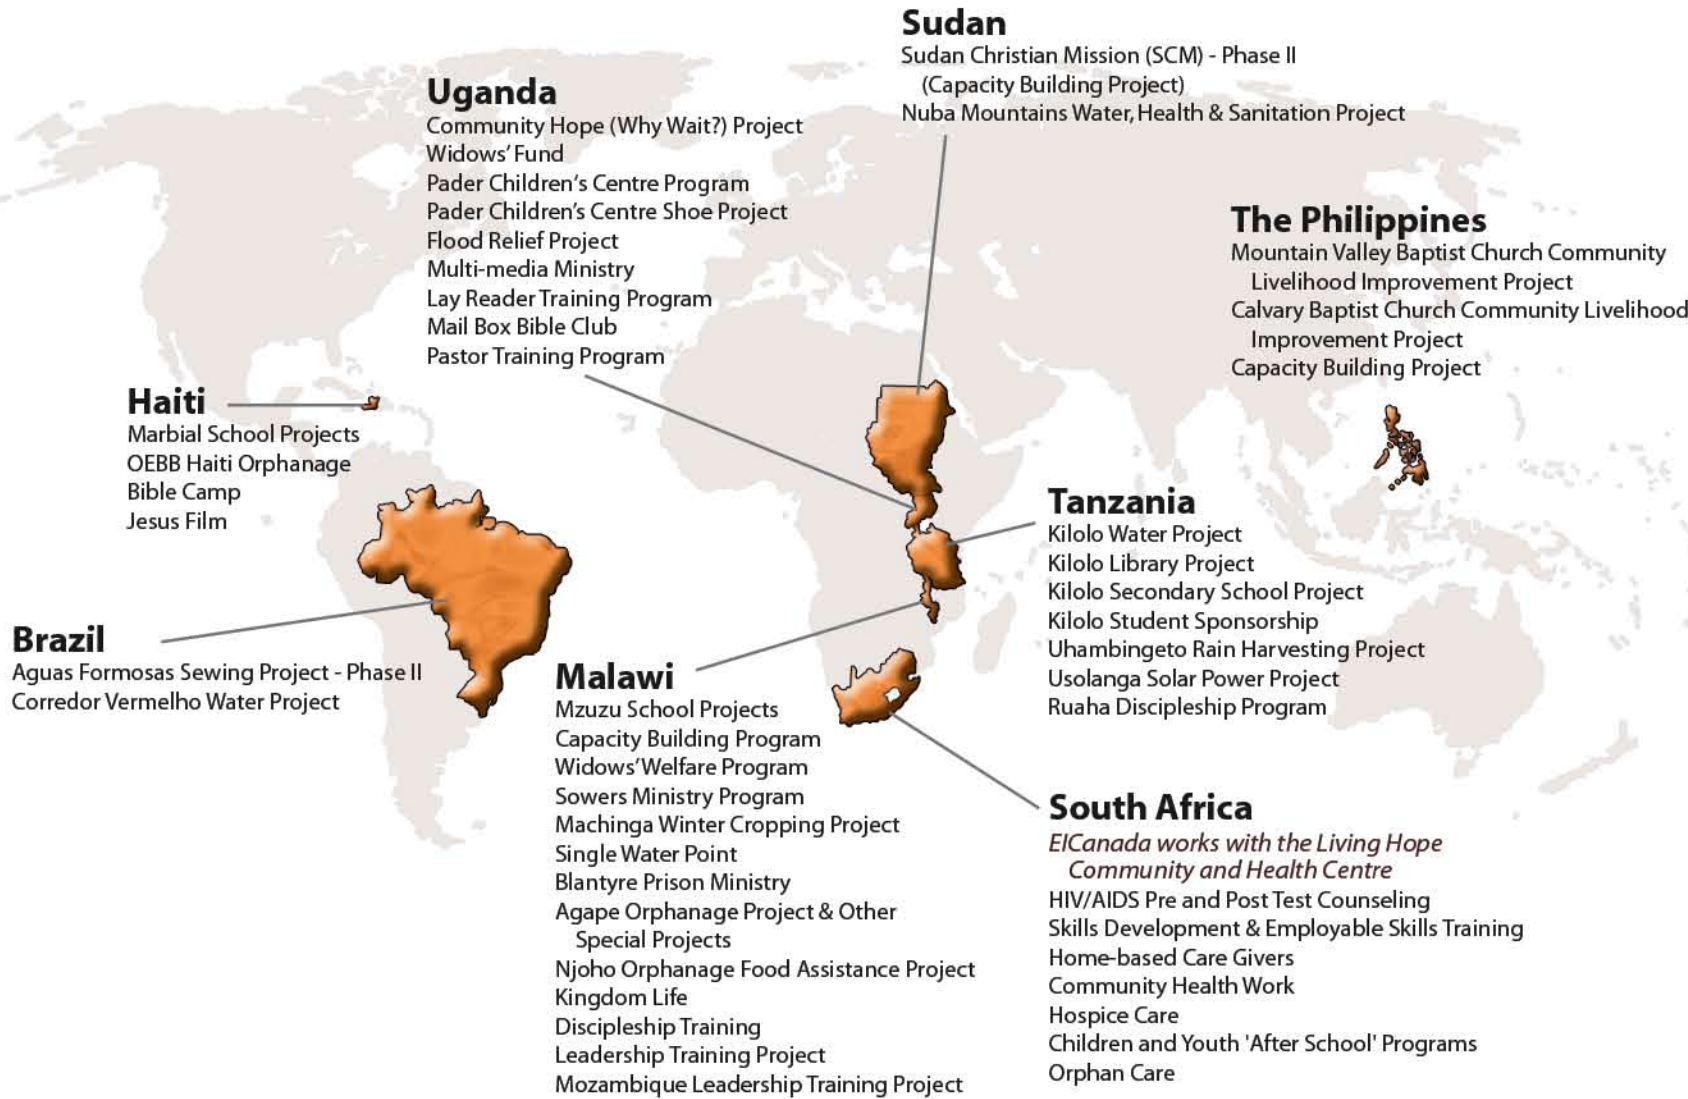 Sudan
Sudan Christian Mission (SCM) - Phase II
(Capacity Building Project)
Nuba Mountains Water, Health & Sanitation Project
Uganda
Community Hope (Why Wait?) Project
Widows' Fund
Pader Children's Centre Program
Pader Children's Centre Shoe Project
Flood Relief Project
Multi-media Ministry
Lay Reader Training Program
Mail Box Bible Club
Pastor Training Program
The Philippines
Mountain Valley Baptist Church Community
Livelihood Improvement Project
Calvary Baptist Church Community Livelihood
Improvement Project
Capacity Building Project
Haiti
Marbial School Projects
OEBB Haiti Orphanage
Bible Camp
Jesus Film
Tanzania
Kilolo Water Project
Kilolo Library Project
Kilolo Secondary School Project
Kilolo Student Sponsorship
Uhambingeto Rain Harvesting Project
Usolanga Solar Power Project
Ruaha Discipleship Program
Brazil
Aguas Formosas Sewing Project - Phase II
Corredor Vermelho Water Project
Malawi
Mzuzu School Projects
Capacity Building Program
Widows' Welfare Program
Sowers Ministry Program
Machinga Winter Cropping Project
Single Water Point
Blantyre Prison Ministry
Agape Orphanage Project & Other
Special Projects
Njoho Orphanage Food Assistance Project
Kingdom Life
Discipleship Training
Leadership Training Project
Mozambique Leadership Training Project
South Africa
EICanada works with the Living Hope
Community and Health Centre
HIV/AIDS Pre and Post Test Counseling
Skills Development & Employable Skills Training
Home-based Care Givers
Community Health Work
Hospice Care
Children and Youth 'After School' Programs
Orphan Care